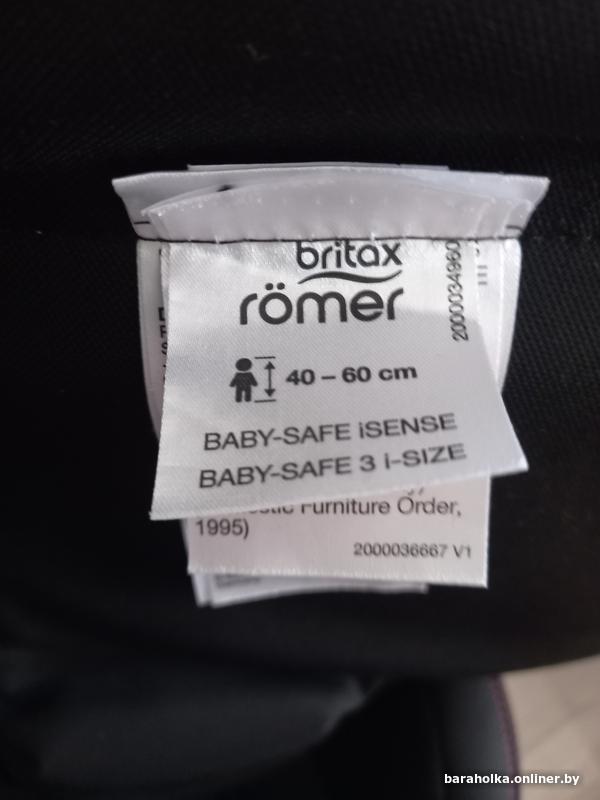 britax
römer
2000034960
40 – 60 cm
BABY-SAFE iSENSE
BABY-SAFE 3 i-SIZE
Furniture Order,
1995)
2000036667 V1
baraholka.onliner.by